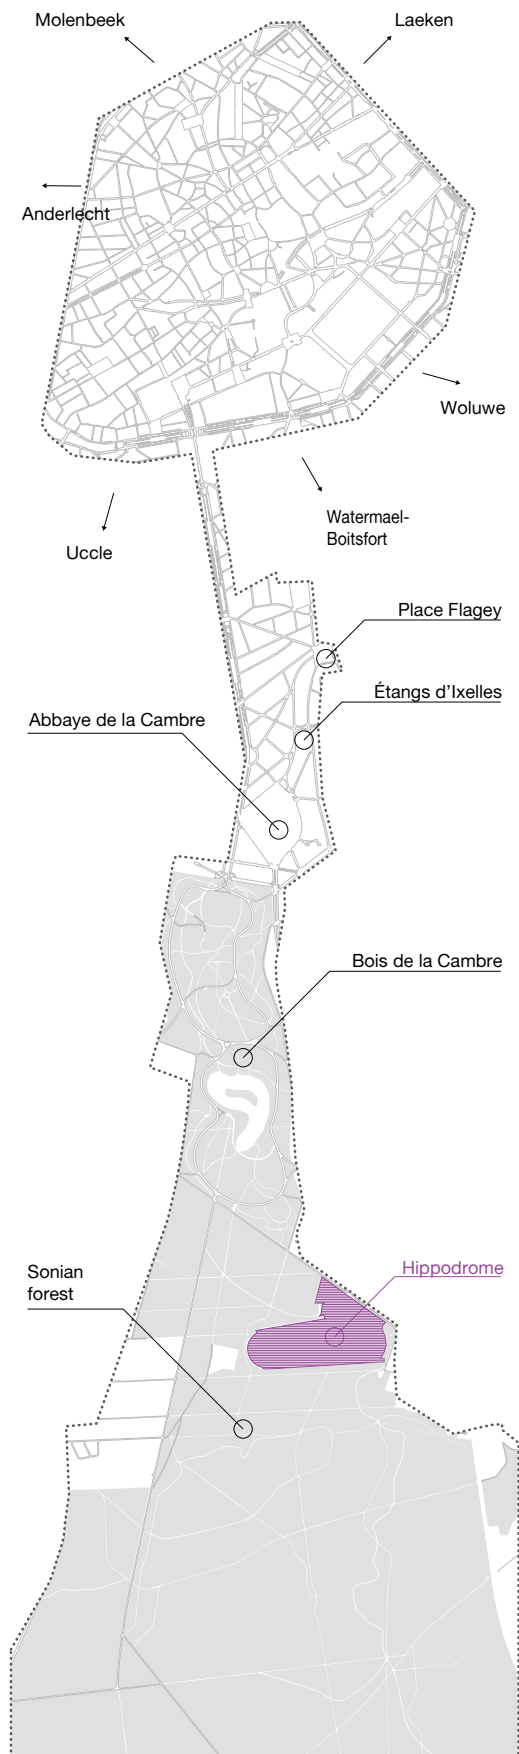 Molenbeek
Laeken
Anderlecht
Woluwe
Watermael-
Boitsfort
Uccle
Place Flagey
Étangs d'Ixelles
Abbaye de la Cambre
Bois de la Cambre
Hippodrome
Sonian
forest